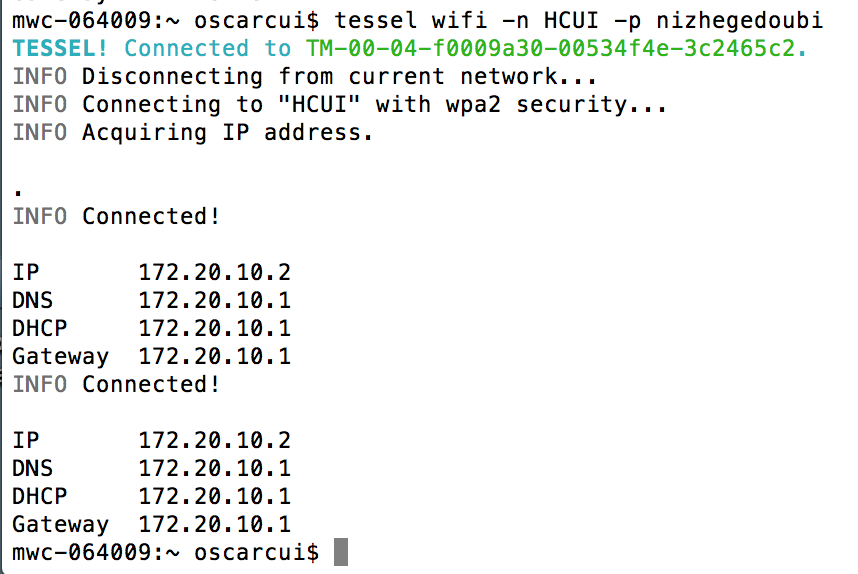 mwc-064009:~ oscarcui$ tessel wifi -n HCUI -p nizhegedoubi
TESSEL! Connected to TM-00-04-f0009a30-00534f4e-3c2465c2.
INFO Disconnecting from current network...
INFO Connecting to "HCUI" with wpa2 security...
INFO Acquiring IP address.
.
INFO Connected!
IP 172.20.10.2
DNS 172.20.10.1
DHCP 172.20.10.1
Gateway 172.20.10.1
INFO Connected!
IP 172.20.10.2
DNS 172.20.10.1
DHCP 172.20.10.1
Gateway 172.20.10.1
mwc-064009:~ oscarcui$